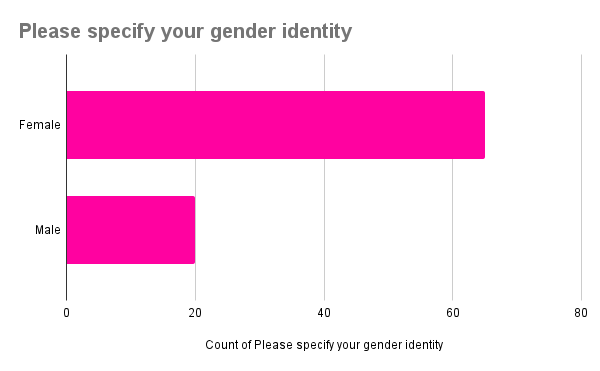 Please specify your gender identity
Female
Male
0 20 40 60 80
Count of Please specify your gender identity